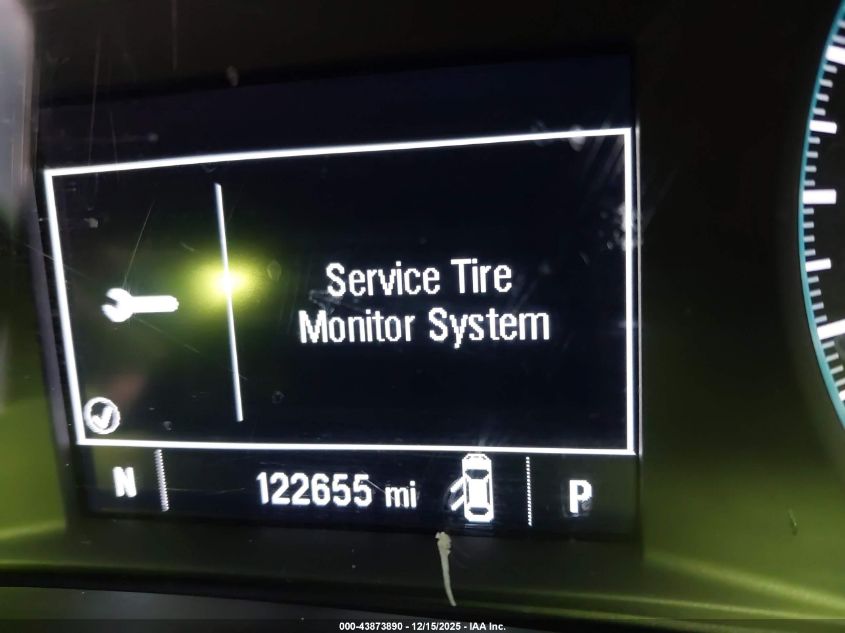 Service Tire
Monitor System
N 122655 mi P
000-43873890 - 12/15/2025 - IAA Inc.